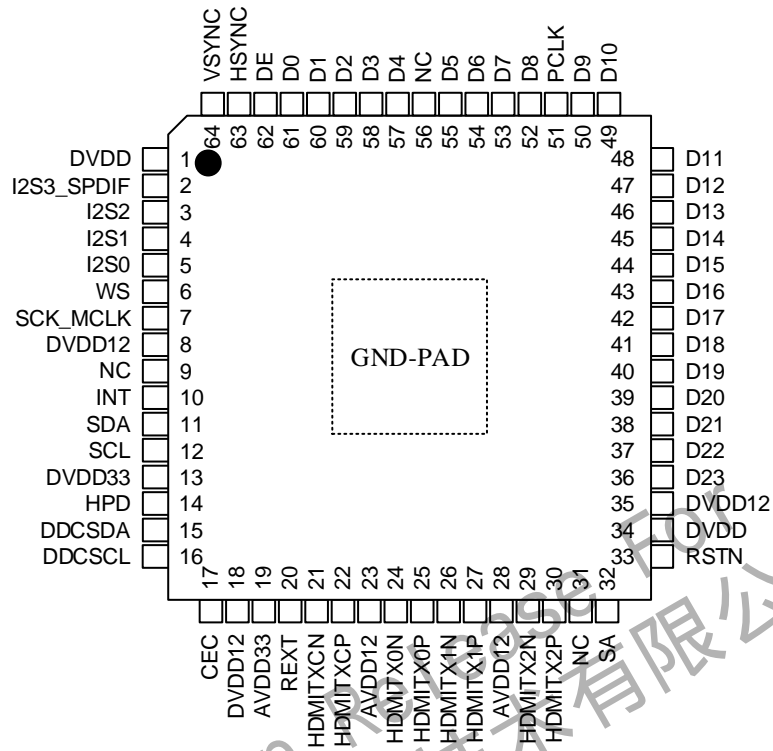 VSYNC
HSYNC
DE
D0
D1
D2
D3
D4
NC
D5
D6
D7
D8
PCLK
D9
D10
64
63
62
61
60
59
58
57
56
55
54
53
52
51
50
49
DVDD 1
I2S3_SPDIF 2
I2S2 3
I2S1 4
I2S0 5
WS 6
SCK_MCLK 7
DVDD12 8
NC 9
INT 10
SDA 11
SCL 12
DVDD33 13
HPD 14
DDCSDA 15
DDCSCL 16
GND-PAD
48 D11
47 D12
46 D13
45 D14
44 D15
43 D16
42 D17
41 D18
40 D19
39 D20
38 D21
37 D22
36 D23
35 DVDD12
34 DVDD
33 RSTN
17
18
19
20
21
22
23
24
25
26
27
28
29
30
31
32
CEC
DVDD12
AVDD33
REXT
HDMITXCN
HDMITXCP
AVDD12
HDMITX0N
HDMITX0P
HDMITX1N
HDMITX1P
AVDD12
HDMITX2N
HDMITX2P
NC
SA
Release For
术有限公